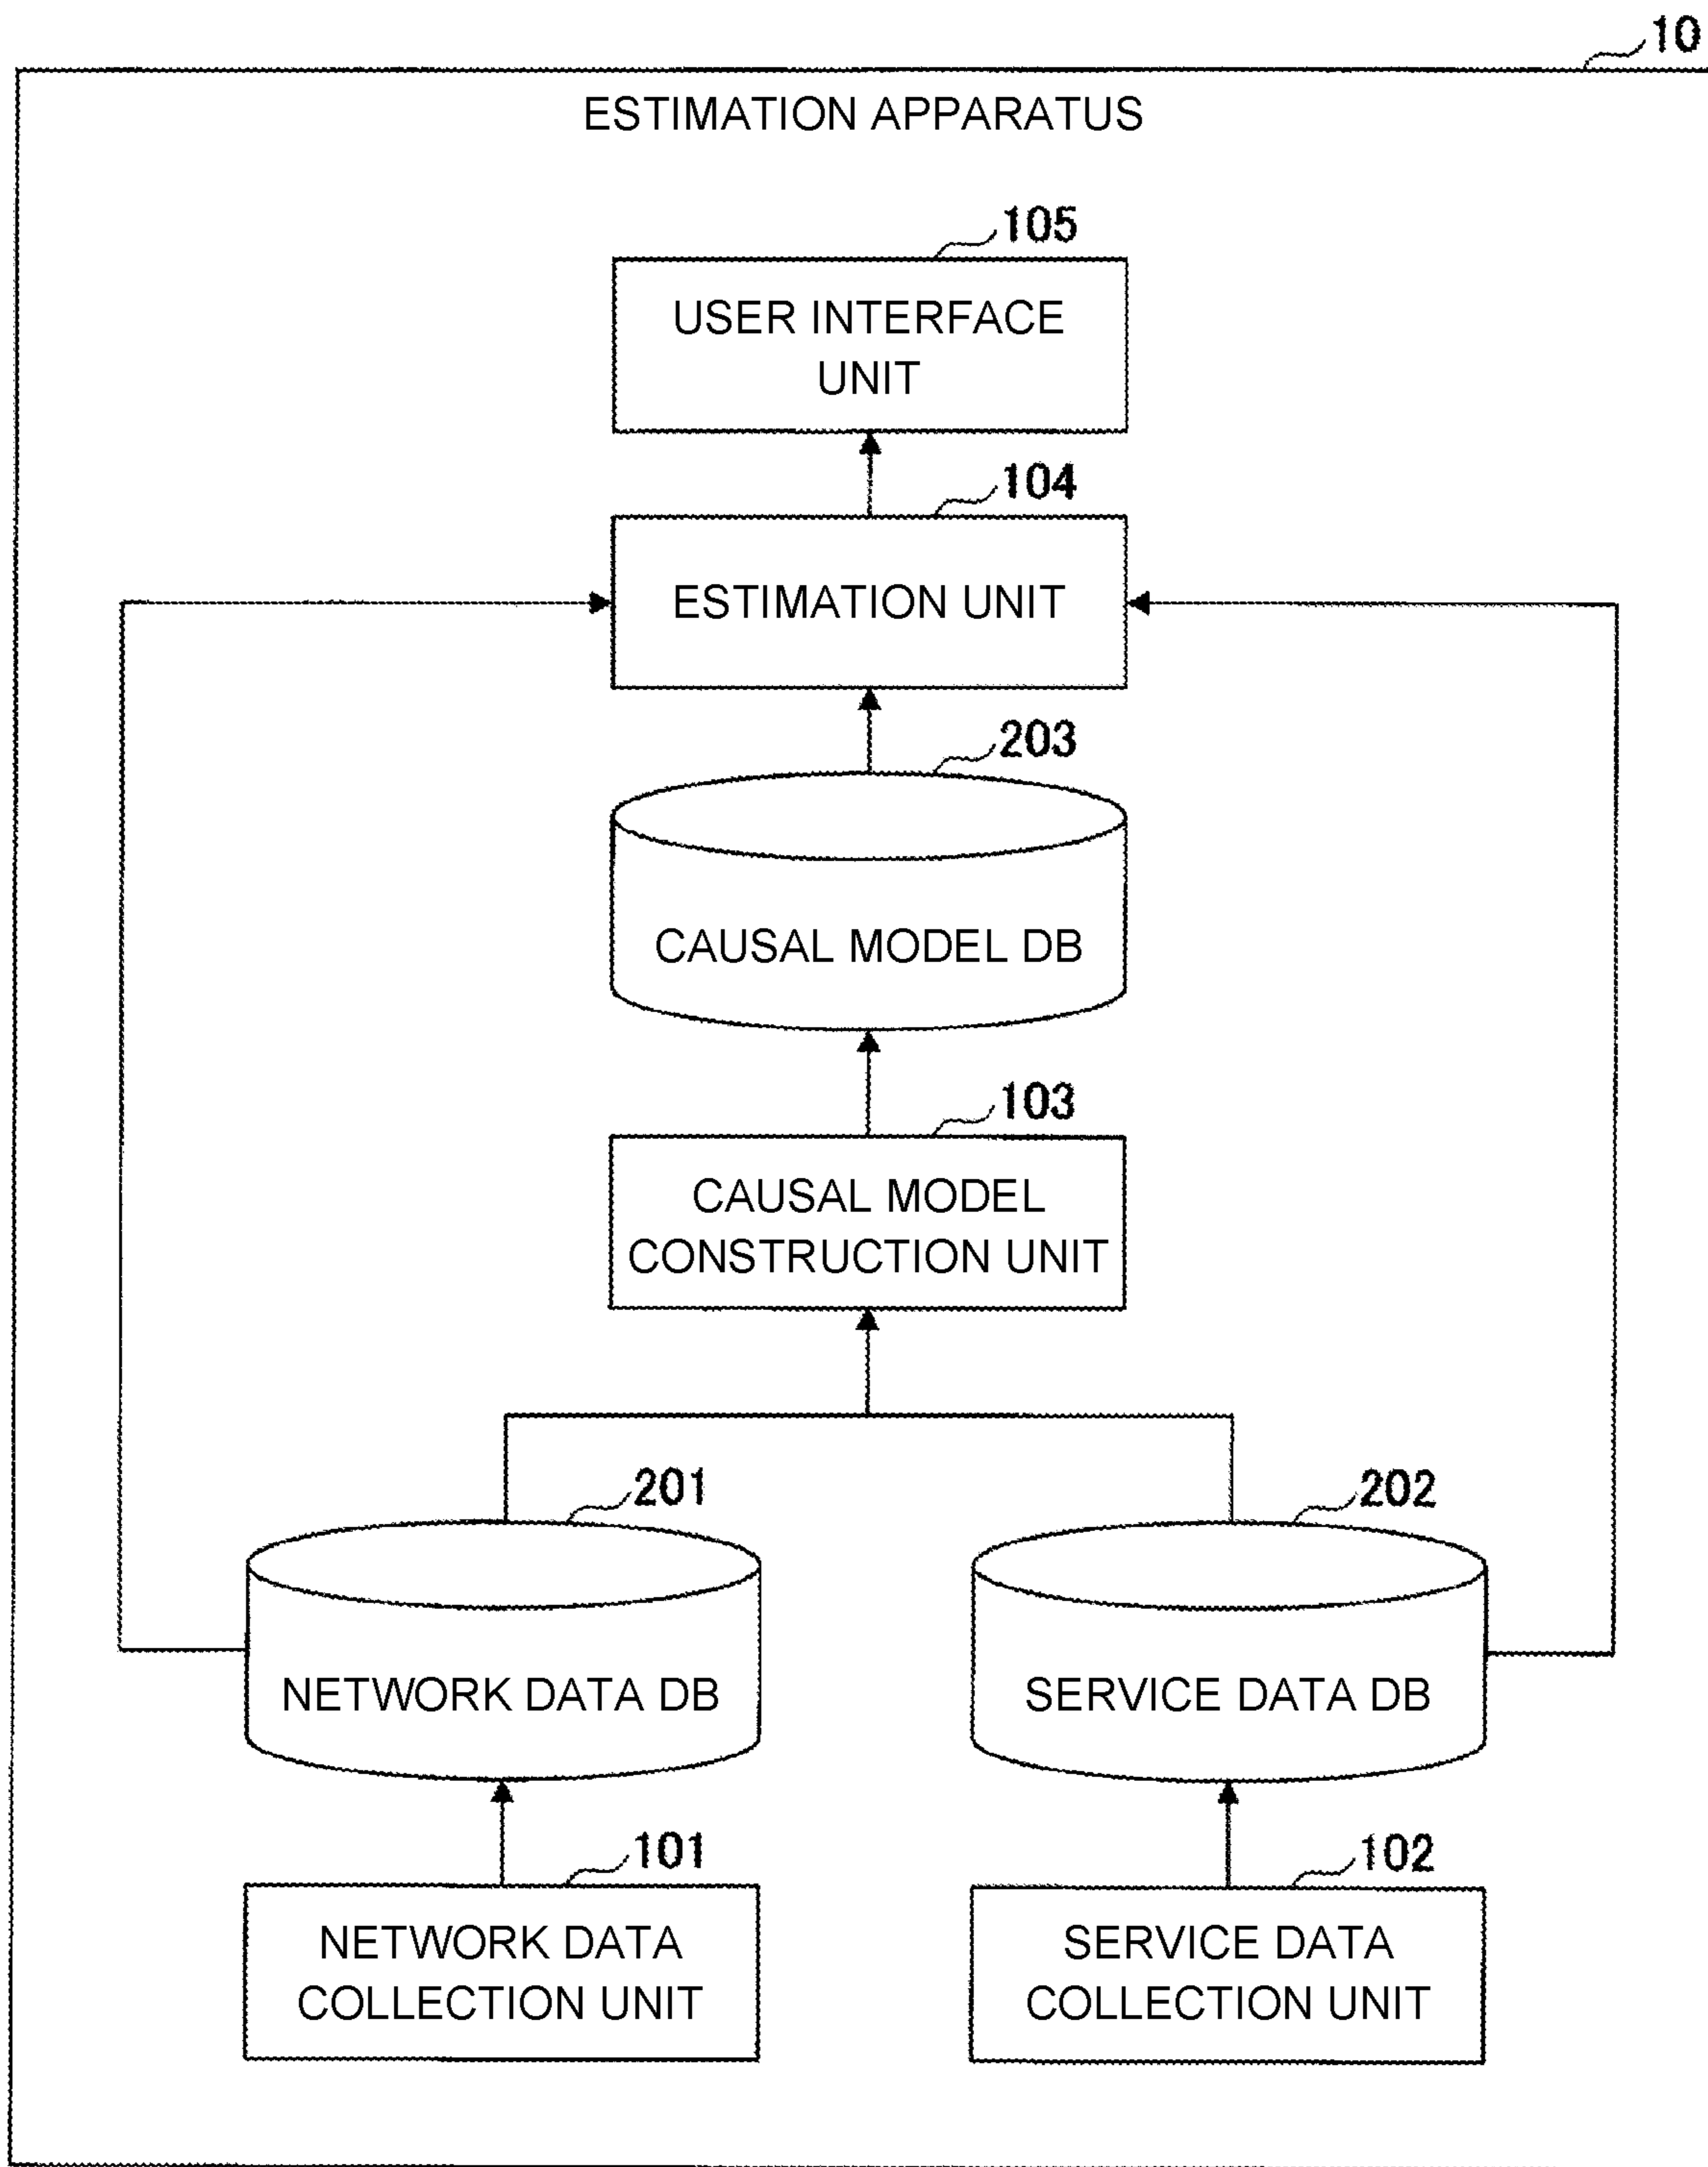 10
ESTIMATION APPARATUS
105
USER INTERFACE
UNIT
104
ESTIMATION UNIT
203
CAUSAL MODEL DB
103
CAUSAL MODEL
CONSTRUCTION UNIT
201
NETWORK DATA DB
202
SERVICE DATA DB
101
NETWORK DATA
COLLECTION UNIT
102
SERVICE DATA
COLLECTION UNIT